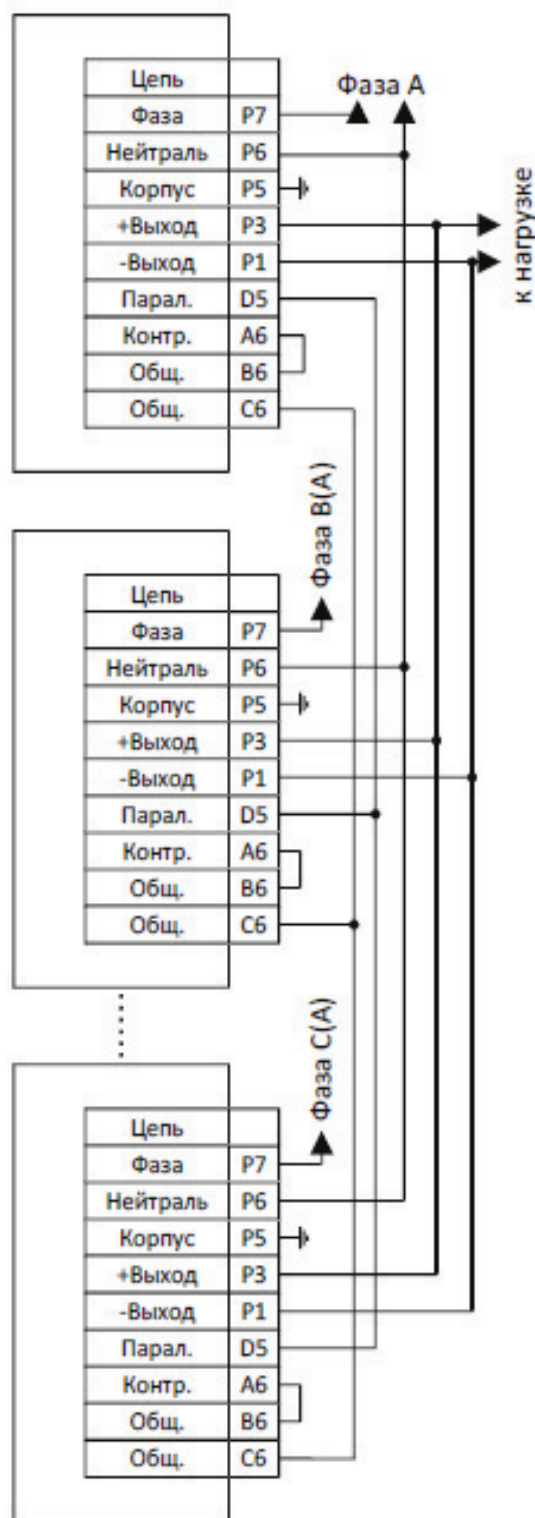 Цепь
Фаза P7
Фаза А
Нейтраль P6
Корпус P5
+Выход P3
-Выход P1
к нагрузке
Парал. D5
Контр. A6
Общ. B6
Общ. C6
Фаза В(А)
Цепь
Фаза P7
Нейтраль P6
Корпус P5
+Выход P3
-Выход P1
Парал. D5
Контр. A6
Общ. B6
Общ. C6
Фаза С(А)
Цепь
Фаза P7
Нейтраль P6
Корпус P5
+Выход P3
-Выход P1
Парал. D5
Контр. A6
Общ. B6
Общ. C6